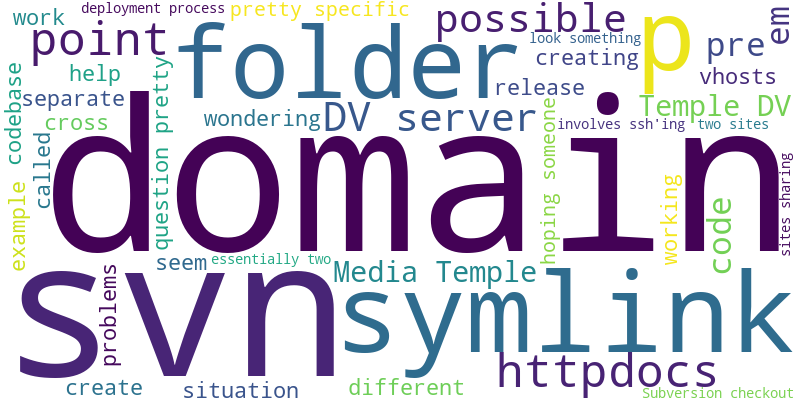 deployment process
pretty specific
work
point
folder
possible
p
em
look something
creating
pre
help
vhosts
release
codebase
separate
question pretty
wondering
DV server
Temple DV
cross
involves ssh'ing
two sites
called
domain
hoping someone
sites sharing
example
working
code
seem
essentially two
Media Temple
problems
svn
symlink
httpdocs
create
situation
different
Subversion checkout